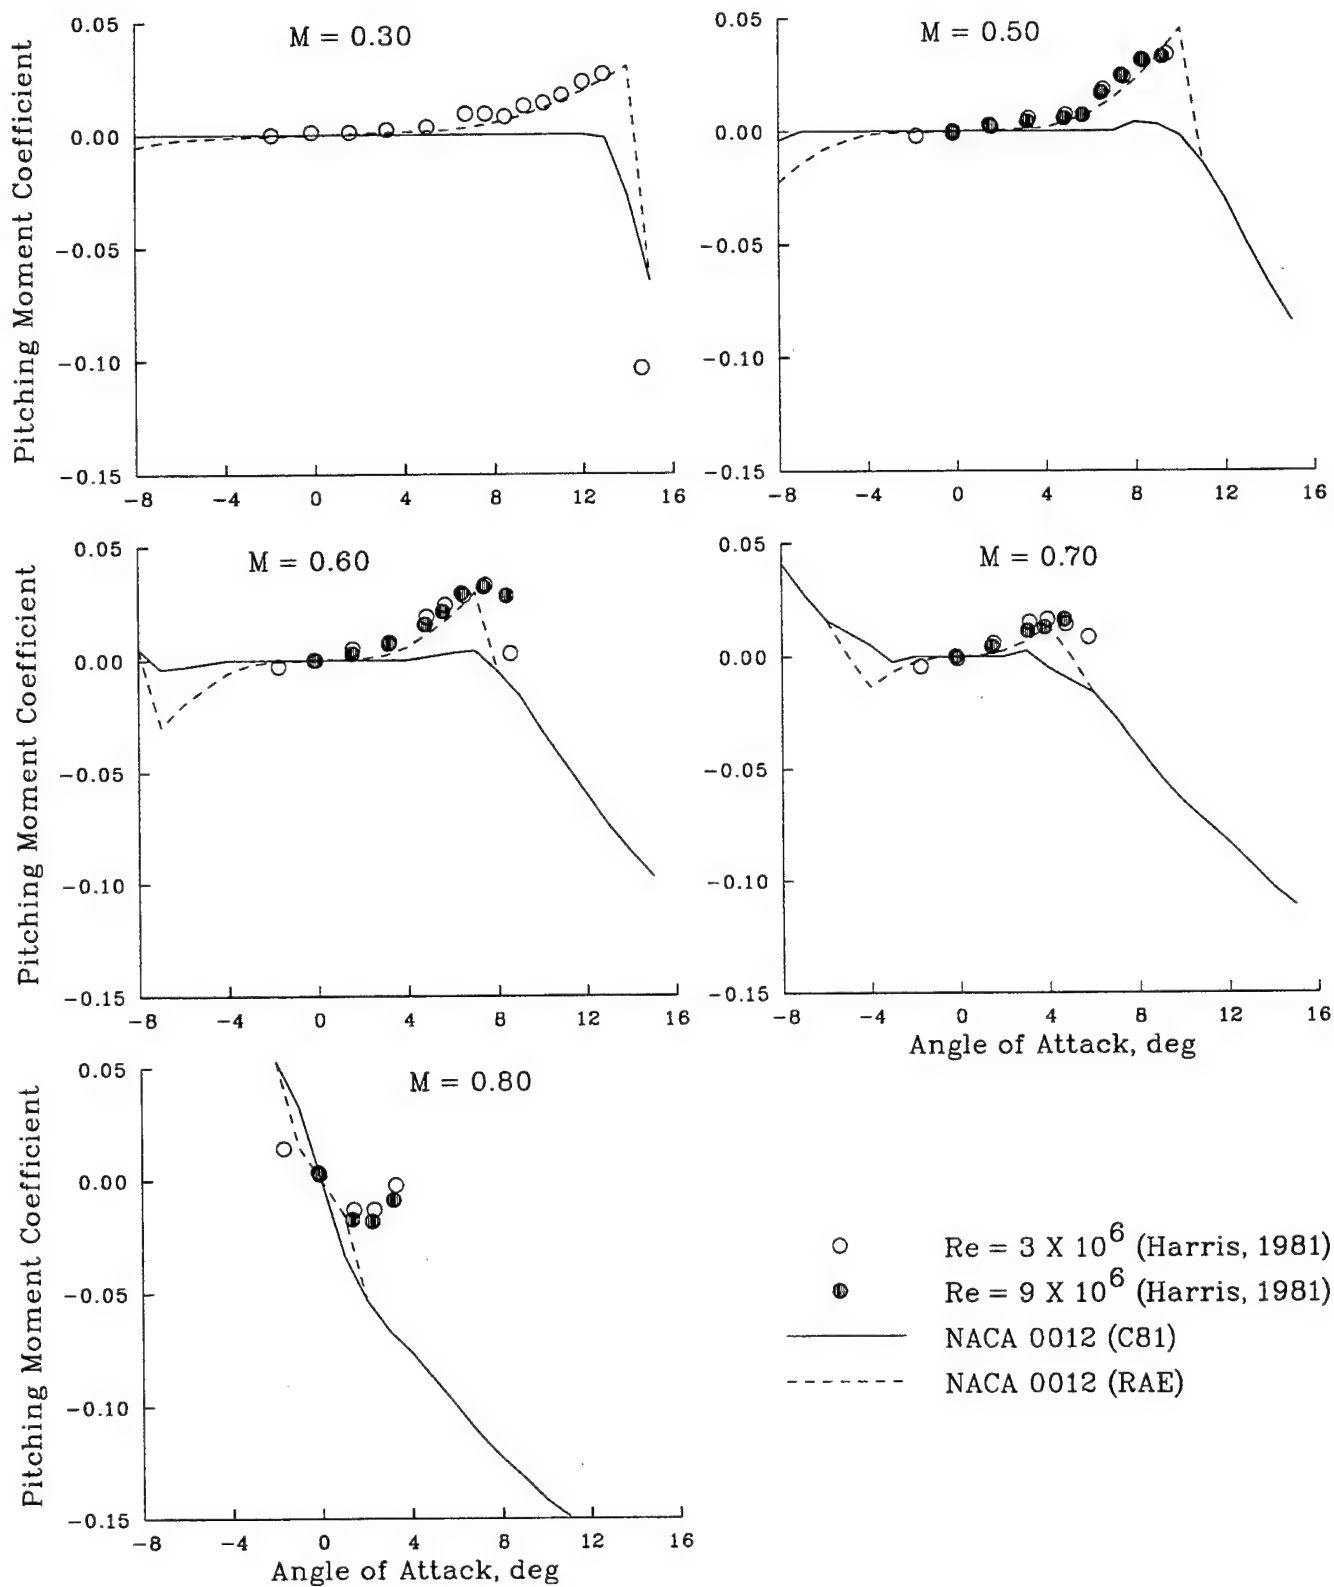 M = 0.30
0.05
0.00
−0.05
−0.10
−0.15
−8 −4 0 4 8 12 16
Pitching Moment Coefficient
M = 0.50
0.05
0.00
−0.05
−0.10
−0.15
−8 −4 0 4 8 12 16
M = 0.60
0.05
0.00
−0.05
−0.10
−0.15
−8 −4 0 4 8 12 16
Pitching Moment Coefficient
M = 0.70
0.05
0.00
−0.05
−0.10
−0.15
−8 −4 0 4 8 12 16
Angle of Attack, deg
M = 0.80
0.05
0.00
−0.05
−0.10
−0.15
−8 −4 0 4 8 12 16
Pitching Moment Coefficient
Angle of Attack, deg
Re = 3 X 10⁶ (Harris, 1981)
Re = 9 X 10⁶ (Harris, 1981)
NACA 0012 (C81)
NACA 0012 (RAE)